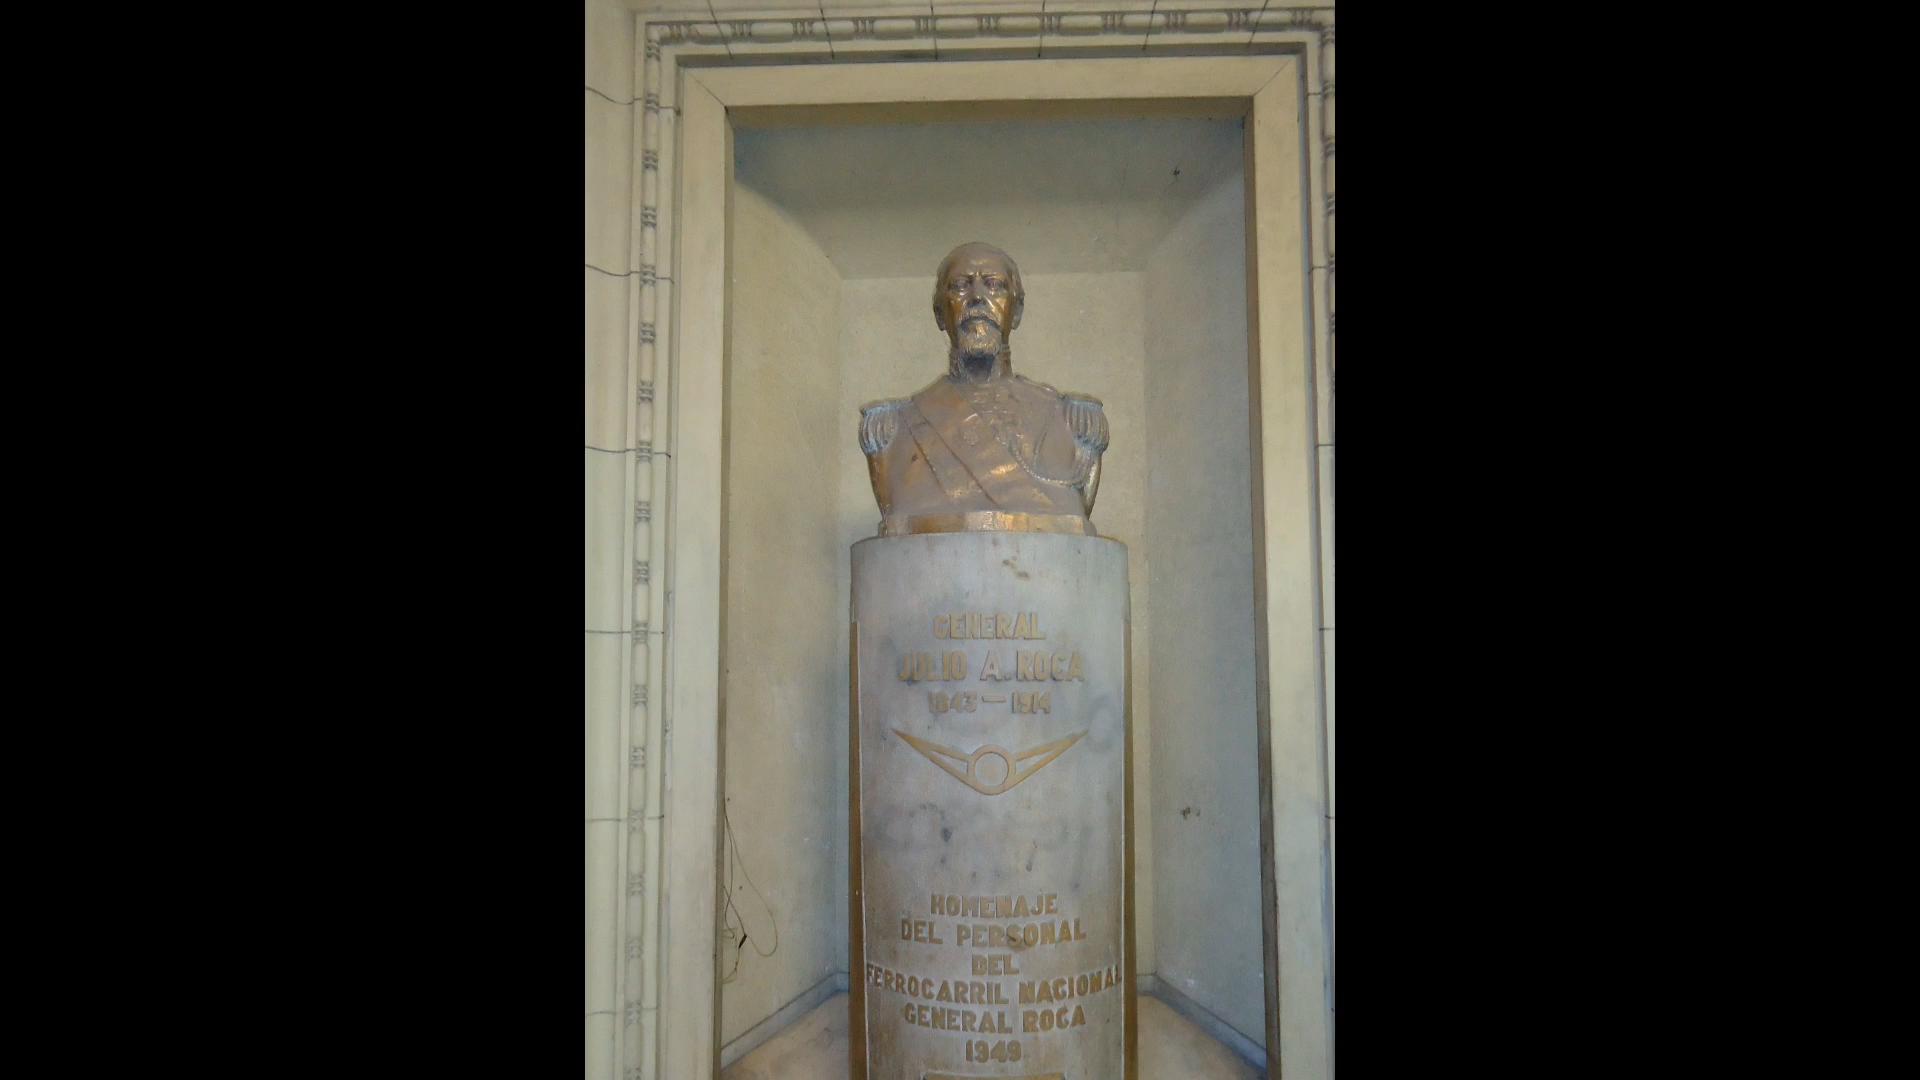 GENERAL
JULIO A. ROCA
1843 – 1914
HOMENAJE
DEL PERSONAL
DEL
FERROCARRIL NACIONAL
GENERAL ROCA
1949